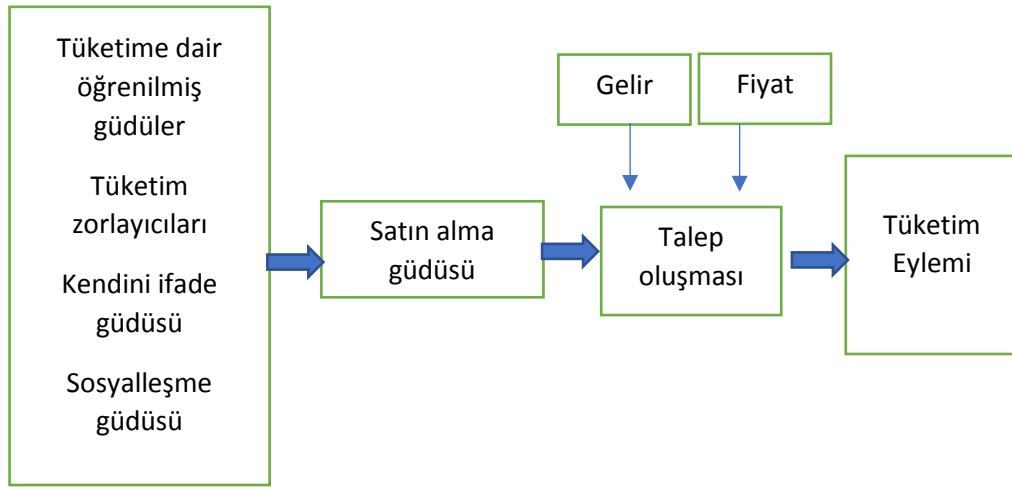 Tüketime dair
öğrenilmiş
güdüler
Tüketim
zorlayıcıları
Kendini ifade
güdüsü
Sosyalleşme
güdüsü
Satın alma
güdüsü
Gelir
Fiyat
Talep
oluşması
Tüketim
Eylemi